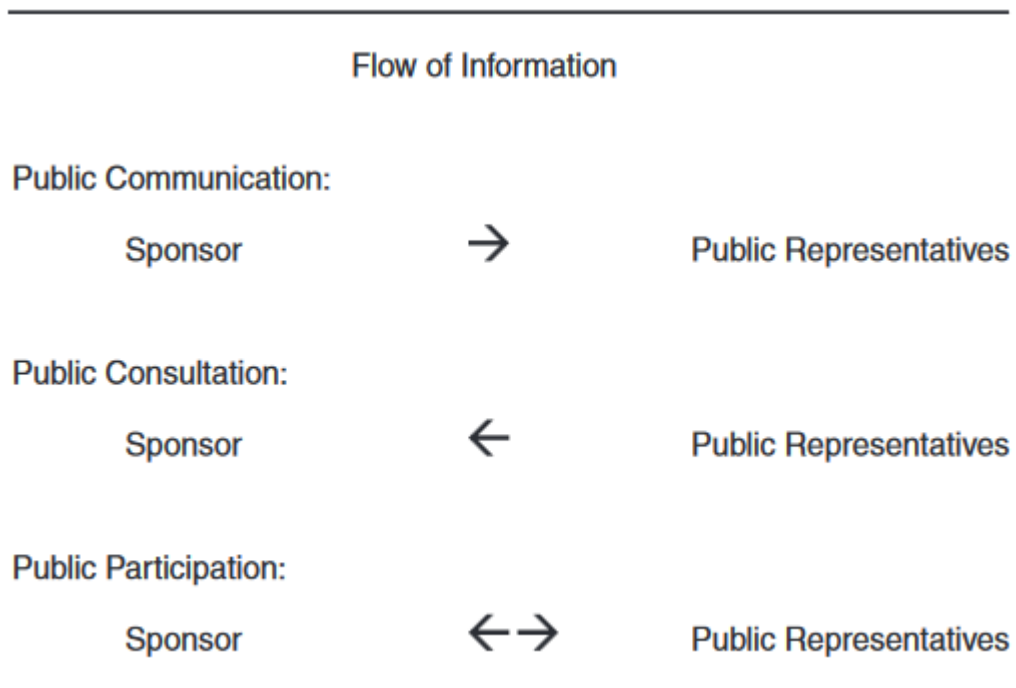 Flow of Information
Public Communication:
Sponsor → Public Representatives
Public Consultation:
Sponsor ← Public Representatives
Public Participation:
Sponsor ←→ Public Representatives